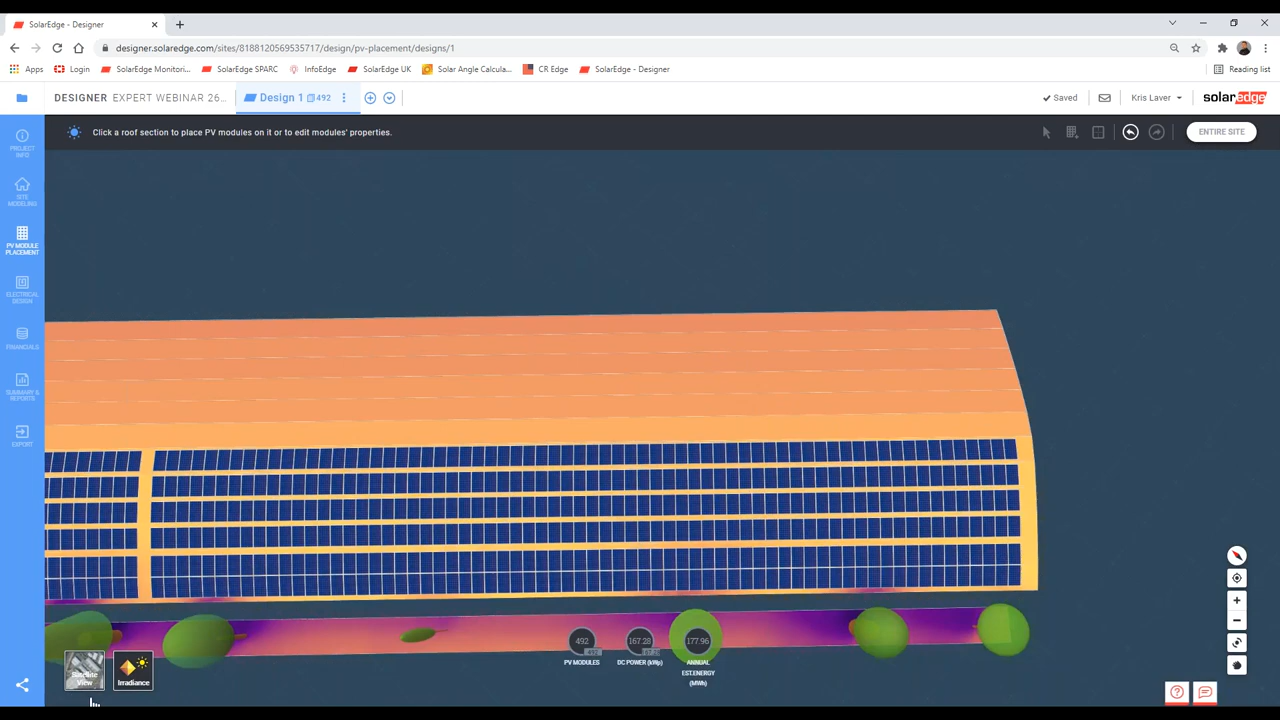 SolarEdge - Designer
designer.solaredge.com/sites/8188120569535717/design/pv-placement/designs/1
Apps
Login
SolarEdge Monitori...
SolarEdge SPARC
InfoEdge
SolarEdge UK
Solar Angle Calcula...
CR Edge
SolarEdge - Designer
Reading list
DESIGNER EXPERT WEBINAR 26...
Design 1 492
Saved
Kris Laver
solaredge
Click a roof section to place PV modules on it or to edit modules' properties.
ENTIRE SITE
PROJECT
INFO
SITE
MODELING
PV MODULE
PLACEMENT
ELECTRICAL
DESIGN
FINANCIALS
SUMMARY &
REPORTS
EXPORT
Satellite
View
Irradiance
492
492
PV MODULES
167.28
DC POWER (kWp)
177.96
ANNUAL
EST.ENERGY
(MWh)